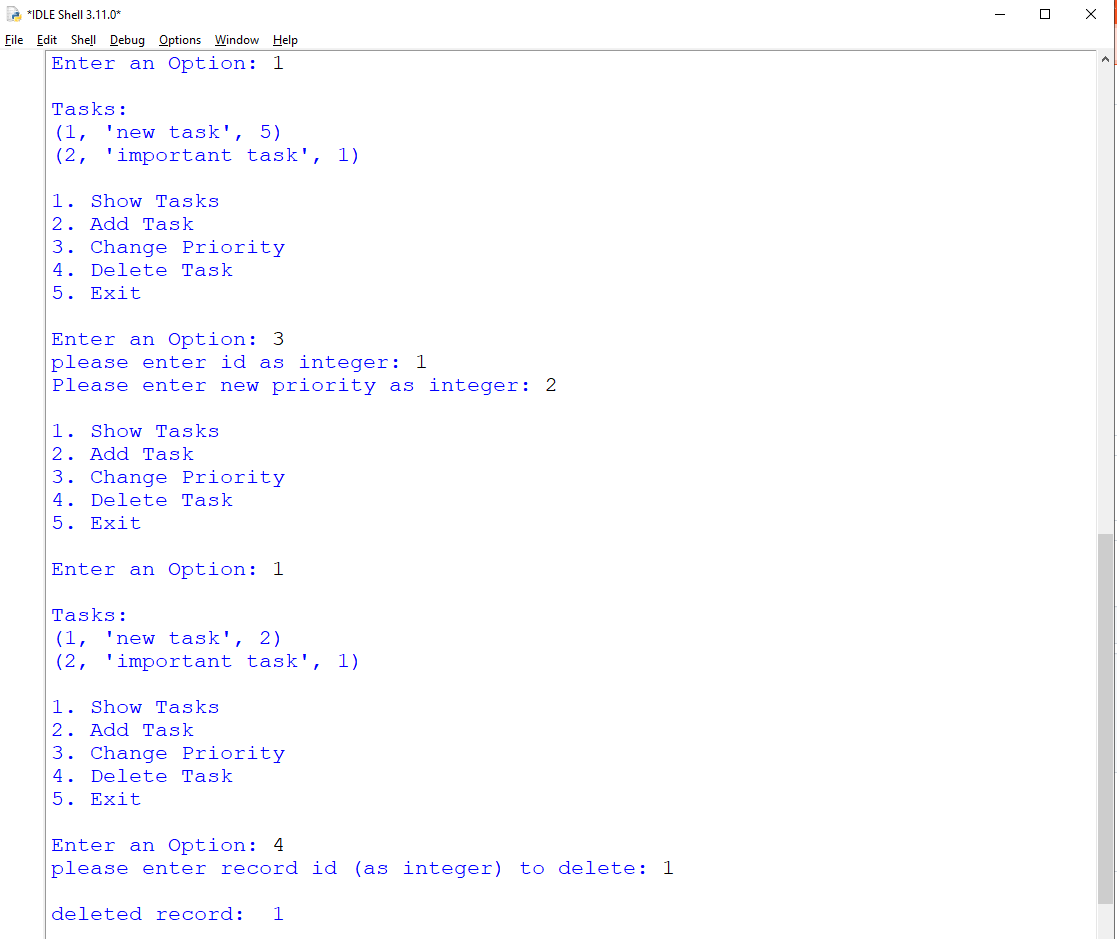 *IDLE Shell 3.11.0*
File Edit Shell Debug Options Window Help
Enter an Option: 1
Tasks:
(1, 'new task', 5)
(2, 'important task', 1)
1. Show Tasks
2. Add Task
3. Change Priority
4. Delete Task
5. Exit
Enter an Option: 3
please enter id as integer: 1
Please enter new priority as integer: 2
1. Show Tasks
2. Add Task
3. Change Priority
4. Delete Task
5. Exit
Enter an Option: 1
Tasks:
(1, 'new task', 2)
(2, 'important task', 1)
1. Show Tasks
2. Add Task
3. Change Priority
4. Delete Task
5. Exit
Enter an Option: 4
please enter record id (as integer) to delete: 1
deleted record:  1